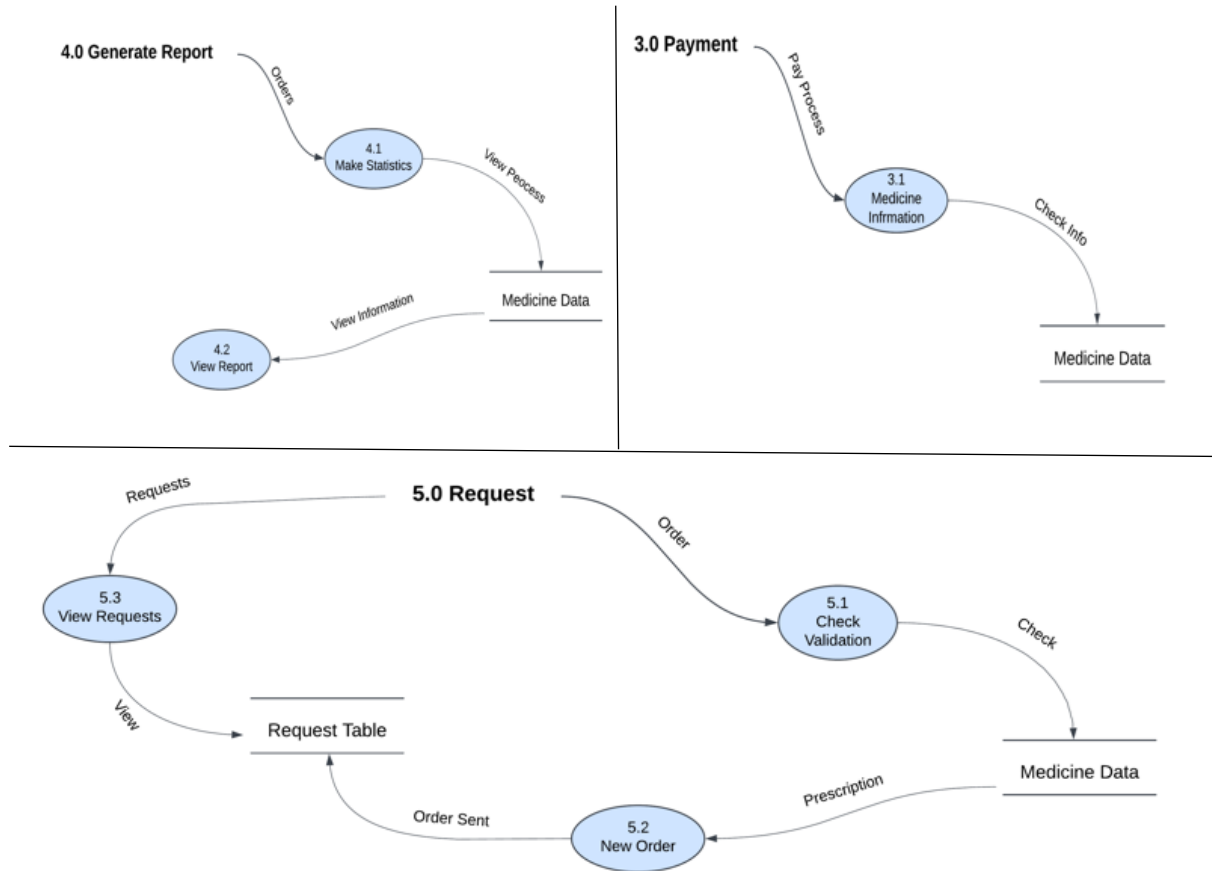 4.0 Generate Report
Orders
4.1
Make Statistics
View Peocess
Medicine Data
View Information
4.2
View Report
3.0 Payment
Pay Process
3.1
Medicine
Infrmation
Check Info
Medicine Data
5.0 Request
Requests
5.3
View Requests
View
Request Table
Order
5.1
Check
Validation
Check
Medicine Data
Prescription
5.2
New Order
Order Sent